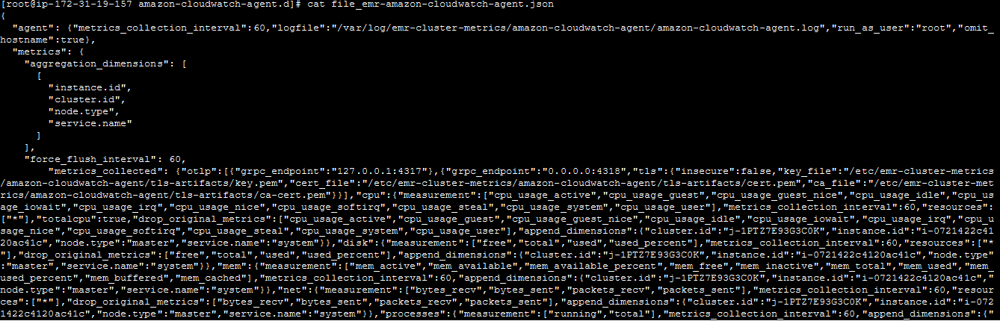 [root@ip-172-31-19-157 amazon-cloudwatch-agent.d]# cat file_emr-amazon-cloudwatch-agent.json
{
  "agent": {"metrics_collection_interval":60,"logfile":"/var/log/emr-cluster-metrics/amazon-cloudwatch-agent/amazon-cloudwatch-agent.log","run_as_user":"root","omit_
hostname":true},
  "metrics": {
    "aggregation_dimensions": [
      [
        "instance.id",
        "cluster.id",
        "node.type",
        "service.name"
      ]
    ],
    "force_flush_interval": 60,
        "metrics_collected": {"otlp":[{"grpc_endpoint":"127.0.0.1:4317"},{"grpc_endpoint":"0.0.0.0:4318","tls":{"insecure":false,"key_file":"/etc/emr-cluster-metrics
/amazon-cloudwatch-agent/tls-artifacts/key.pem","cert_file":"/etc/emr-cluster-metrics/amazon-cloudwatch-agent/tls-artifacts/cert.pem","ca_file":"/etc/emr-cluster-met
rics/amazon-cloudwatch-agent/tls-artifacts/ca-cert.pem"}}],"cpu":{"measurement":["cpu_usage_active","cpu_usage_guest","cpu_usage_guest_nice","cpu_usage_idle","cpu_us
age_iowait","cpu_usage_irq","cpu_usage_nice","cpu_usage_softirq","cpu_usage_steal","cpu_usage_system","cpu_usage_user"],"metrics_collection_interval":60,"resources":
["*"],"totalcpu":true,"drop_original_metrics":["cpu_usage_active","cpu_usage_guest","cpu_usage_guest_nice","cpu_usage_idle","cpu_usage_iowait","cpu_usage_irq","cpu_u
sage_nice","cpu_usage_softirq","cpu_usage_steal","cpu_usage_system","cpu_usage_user"],"append_dimensions":{"cluster.id":"j-1PTZ7E93G3C0K","instance.id":"i-0721422c41
20ac41c","node.type":"master","service.name":"system"}},"disk":{"measurement":["free","total","used","used_percent"],"metrics_collection_interval":60,"resources":["*
"],"drop_original_metrics":["free","total","used","used_percent"],"append_dimensions":{"cluster.id":"j-1PTZ7E93G3C0K","instance.id":"i-0721422c4120ac41c","node.type"
:"master","service.name":"system"}},"mem":{"measurement":["mem_active","mem_available","mem_available_percent","mem_free","mem_inactive","mem_total","mem_used","mem_
used_percent","mem_buffered","mem_cached"],"metrics_collection_interval":60,"append_dimensions":{"cluster.id":"j-1PTZ7E93G3C0K","instance.id":"i-0721422c4120ac41c","
node.type":"master","service.name":"system"}},"net":{"measurement":["bytes_recv","bytes_sent","packets_recv","packets_sent"],"metrics_collection_interval":60,"resour
ces":["*"],"drop_original_metrics":["bytes_recv","bytes_sent","packets_recv","packets_sent"],"append_dimensions":{"cluster.id":"j-1PTZ7E93G3C0K","instance.id":"i-072
1422c4120ac41c","node.type":"master","service.name":"system"}},"processes":{"measurement":["running","total"],"metrics_collection_interval":60,"append_dimensions":{"